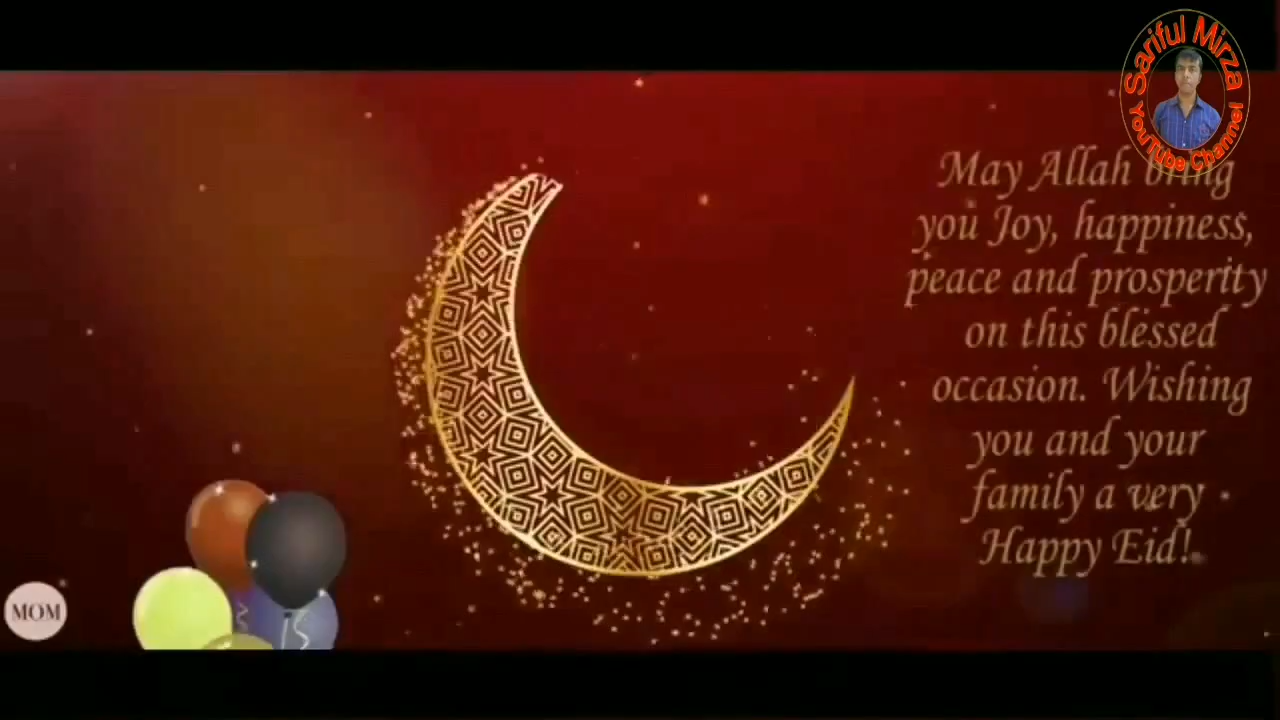 Sariful Mirza
YouTube Channel
May Allah bring
you Joy, happiness,
peace and prosperity
on this blessed
occasion. Wishing
you and your
family a very
Happy Eid!
MOM